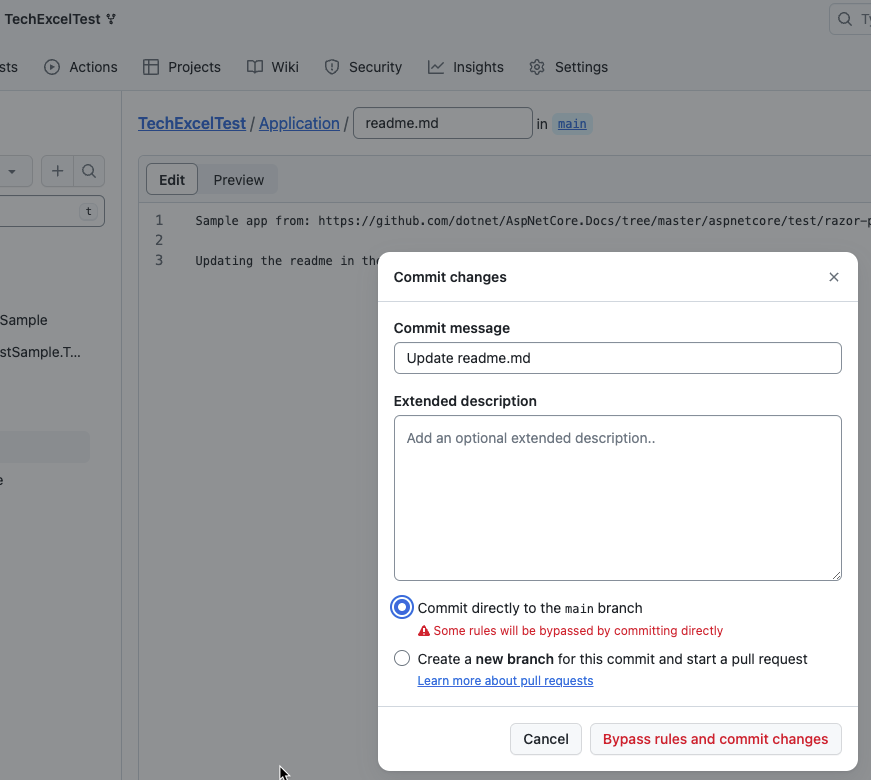 TechExcelTest
Ty
sts Actions Projects Wiki Security Insights Settings
TechExcelTest / Application / readme.md in main
Edit Preview
t
1 Sample app from: https://github.com/dotnet/AspNetCore.Docs/tree/master/aspnetcore/test/razor-p
2
3 Updating the readme in the
Sample
stSample.T...
e
Commit changes
Commit message
Update readme.md
Extended description
Add an optional extended description..
Commit directly to the main branch
Some rules will be bypassed by committing directly
Create a new branch for this commit and start a pull request
Learn more about pull requests
Cancel Bypass rules and commit changes